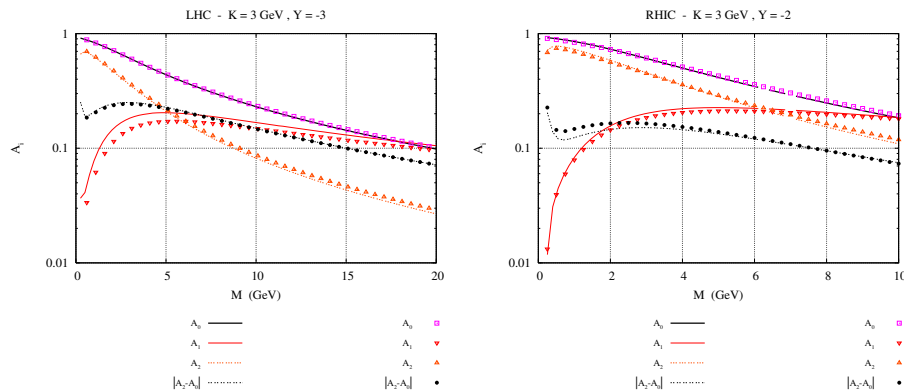 LHC - K = 3 GeV , Y = -3
1
0.1
0.01
A_i
0 5 10 15 20
M (GeV)
A_0 A_0
A_1 A_1
A_2 A_2
|A_2-A_0| |A_2-A_0|
RHIC - K = 3 GeV , Y = -2
1
0.1
0.01
A_i
0 2 4 6 8 10
M (GeV)
A_0 A_0
A_1 A_1
A_2 A_2
|A_2-A_0| |A_2-A_0|